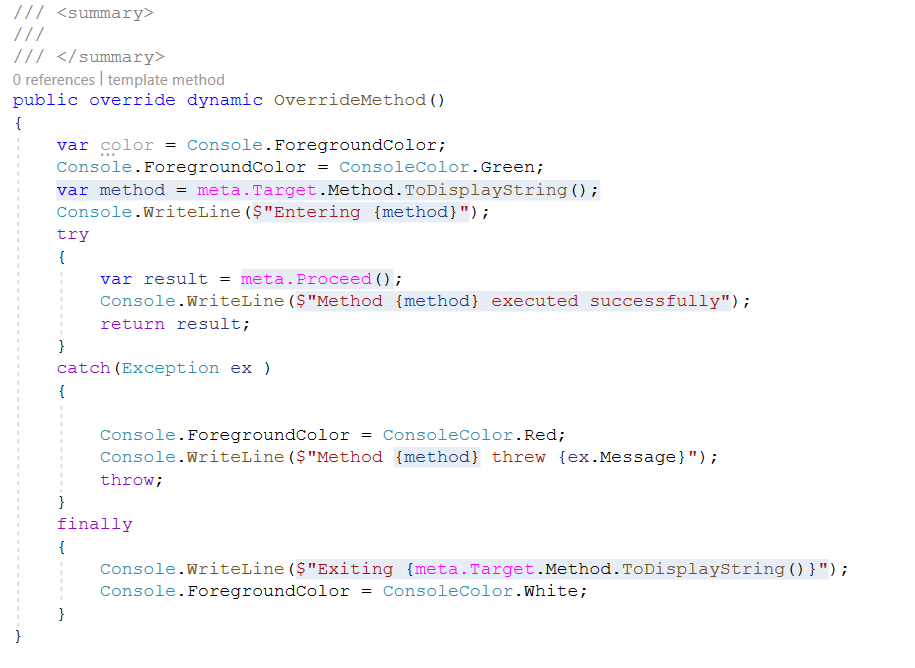 /// <summary>
///
/// </summary>
0 references | template method
public override dynamic OverrideMethod()
{
    var color = Console.ForegroundColor;
    Console.ForegroundColor = ConsoleColor.Green;
    var method = meta.Target.Method.ToDisplayString();
    Console.WriteLine($"Entering {method}");
    try
    {
        var result = meta.Proceed();
        Console.WriteLine($"Method {method} executed successfully");
        return result;
    }
    catch(Exception ex )
    {

        Console.ForegroundColor = ConsoleColor.Red;
        Console.WriteLine($"Method {method} threw {ex.Message}");
        throw;
    }
    finally
    {
        Console.WriteLine($"Exiting {meta.Target.Method.ToDisplayString()}");
        Console.ForegroundColor = ConsoleColor.White;
    }
}